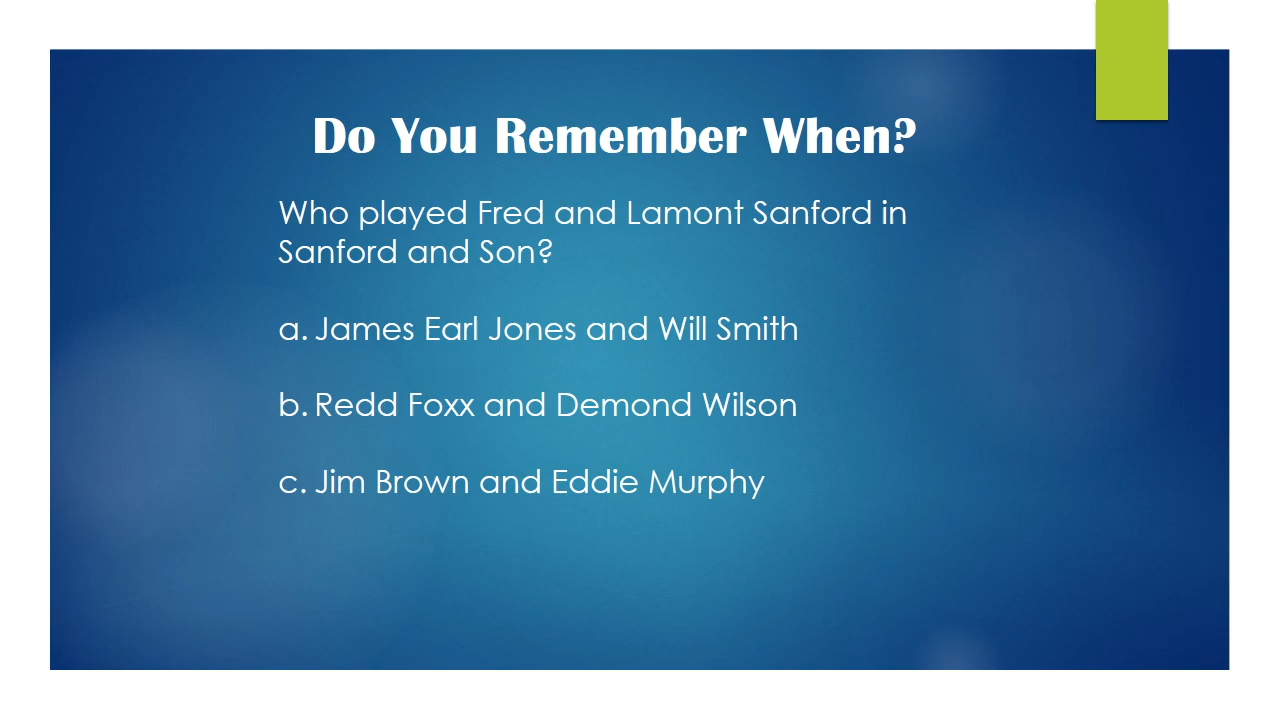 Do You Remember When?
Who played Fred and Lamont Sanford in
Sanford and Son?
a. James Earl Jones and Will Smith
b. Redd Foxx and Demond Wilson
c. Jim Brown and Eddie Murphy